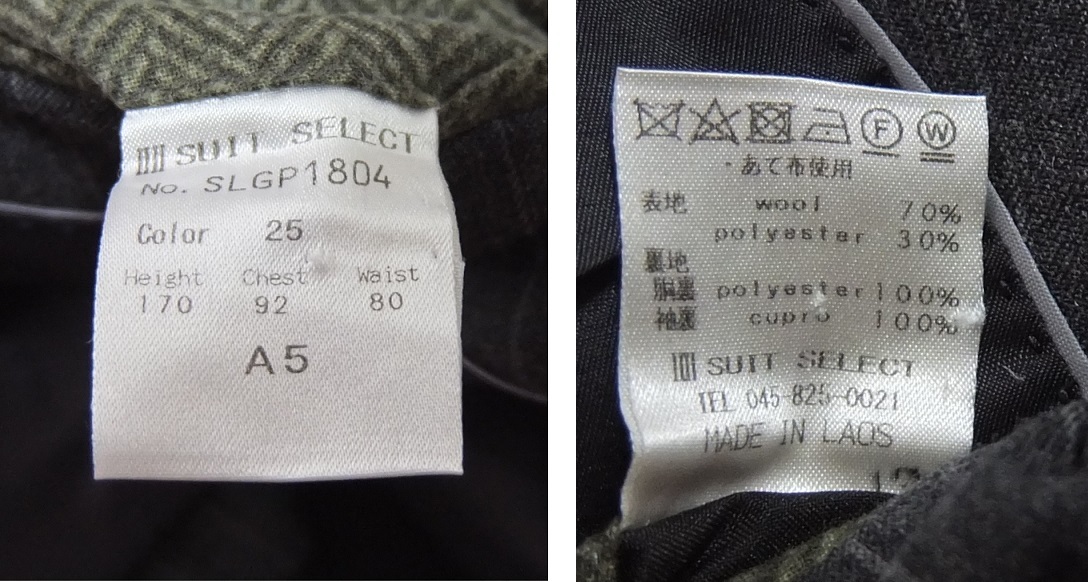 SUIT SELECT
No. SLGP1804
Color 25
Height Chest Waist
170 92 80
A5
F W
・あて布使用
表地 wool 70%
polyester 30%
裏地
胴裏 polyester 100%
袖裏 cupro 100%
SUIT SELECT
TEL 045-825-0021
MADE IN LAOS